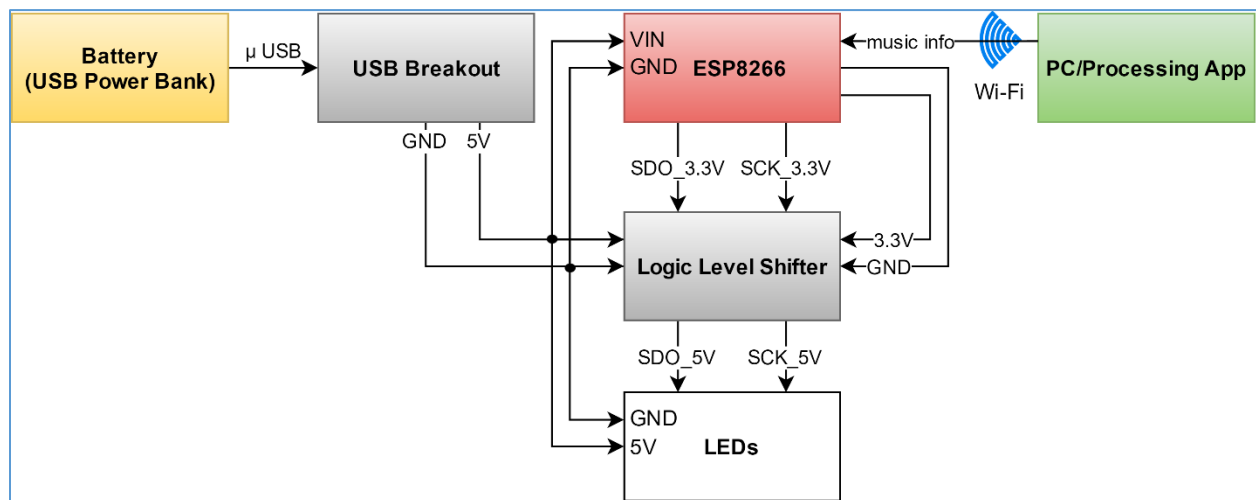 Battery
(USB Power Bank)
μ USB
USB Breakout
GND
5V
VIN
GND
ESP8266
music info
Wi-Fi
PC/Processing App
SDO_3.3V
SCK_3.3V
Logic Level Shifter
3.3V
GND
SDO_5V
SCK_5V
GND
5V
LEDs